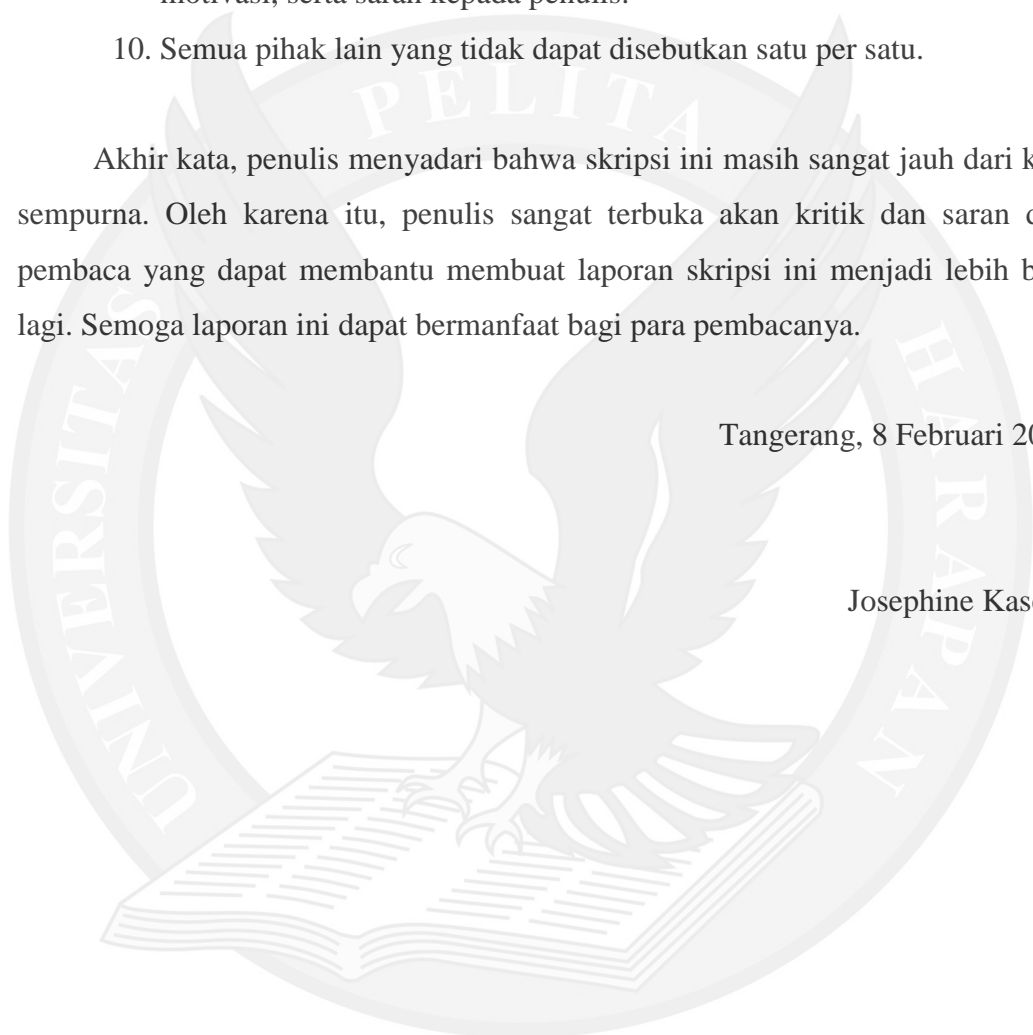 motivasi, serta saran kepada penulis.
10. Semua pihak lain yang tidak dapat disebutkan satu per satu.
PELITA
Akhir kata, penulis menyadari bahwa skripsi ini masih sangat jauh dari
sempurna. Oleh karena itu, penulis sangat terbuka akan kritik dan saran
pembaca yang dapat membantu membuat laporan skripsi ini menjadi lebih
lagi. Semoga laporan ini dapat bermanfaat bagi para pembacanya.
UNIVERSITAS
HARAPAN
Tangerang, 8 Februari
Josephine